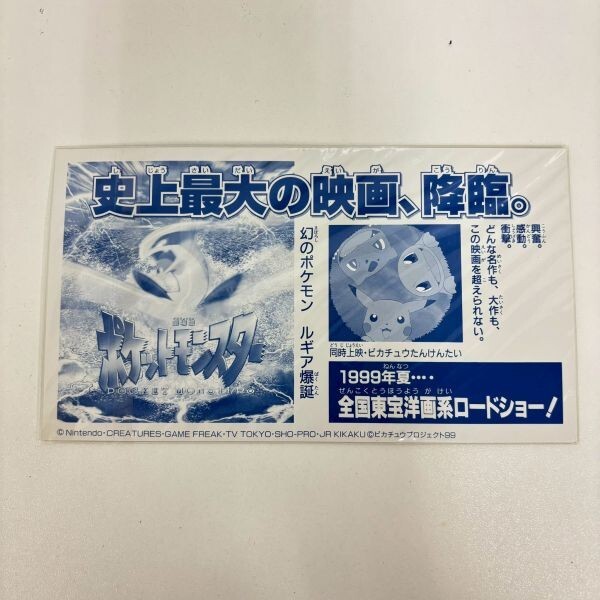 史上最大の映画、降臨。
興奮。
感動。
衝撃。
どんな名作も、大作も、
この映画を超えられない。
幻のポケモン ルギア爆誕
劇場版
ポケットモンスター
POCKET MONSTERS
同時上映・ピカチュウたんけんたい
1999年夏‥‥
全国東宝洋画系ロードショー!
© Nintendo・CREATURES・GAME FREAK・TV TOKYO・SHO-PRO・JR KIKAKU ©ピカチュウプロジェクト99